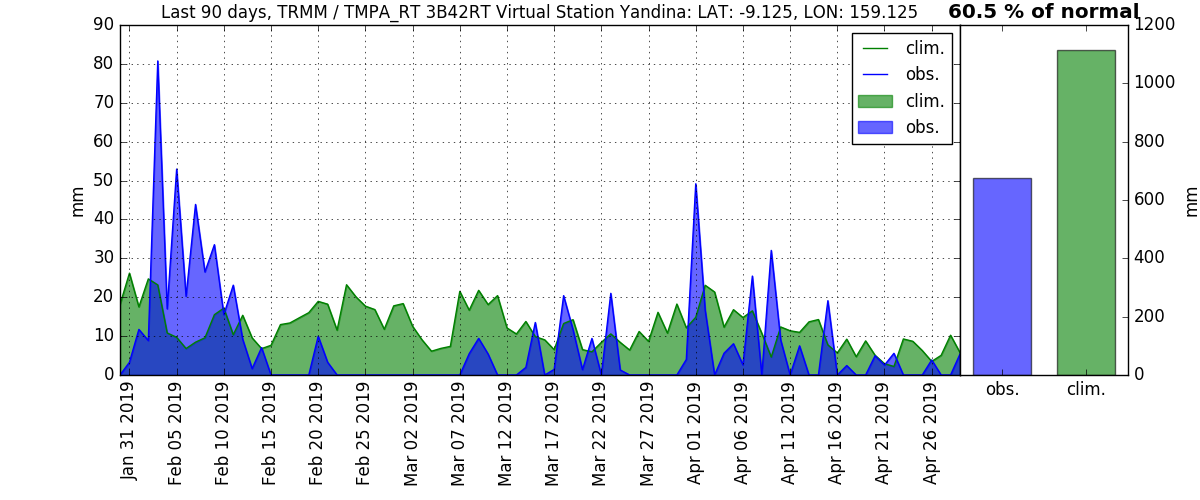 Last 90 days, TRMM / TMPA_RT 3B42RT Virtual Station Yandina: LAT: -9.125, LON: 159.125
60.5 % of normal
90
80
70
60
50
40
30
20
10
0
mm
clim.
obs.
clim.
obs.
Jan 31 2019
Feb 05 2019
Feb 10 2019
Feb 15 2019
Feb 20 2019
Feb 25 2019
Mar 02 2019
Mar 07 2019
Mar 12 2019
Mar 17 2019
Mar 22 2019
Mar 27 2019
Apr 01 2019
Apr 06 2019
Apr 11 2019
Apr 16 2019
Apr 21 2019
Apr 26 2019
1200
1000
800
600
400
200
0
mm
obs.
clim.